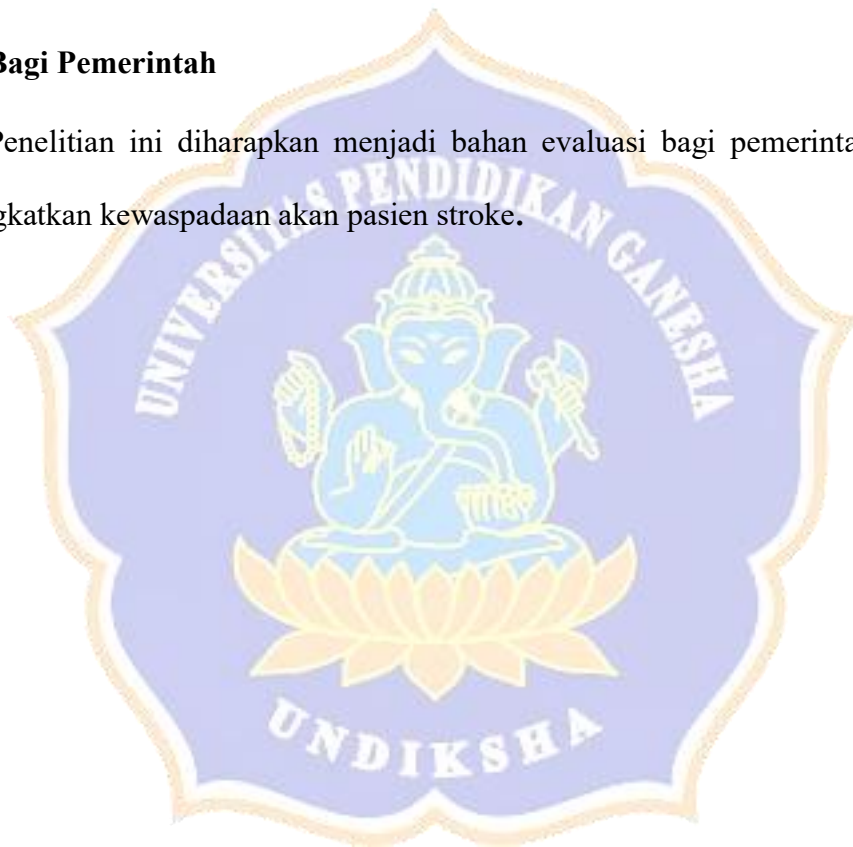 Bagi Pemerintah
Penelitian ini diharapkan menjadi bahan evaluasi bagi pemerinta
gkatkan kewaspadaan akan pasien stroke.
UNIVERSITAS PENDIDIKAN GANESHA
UNDIKSHA